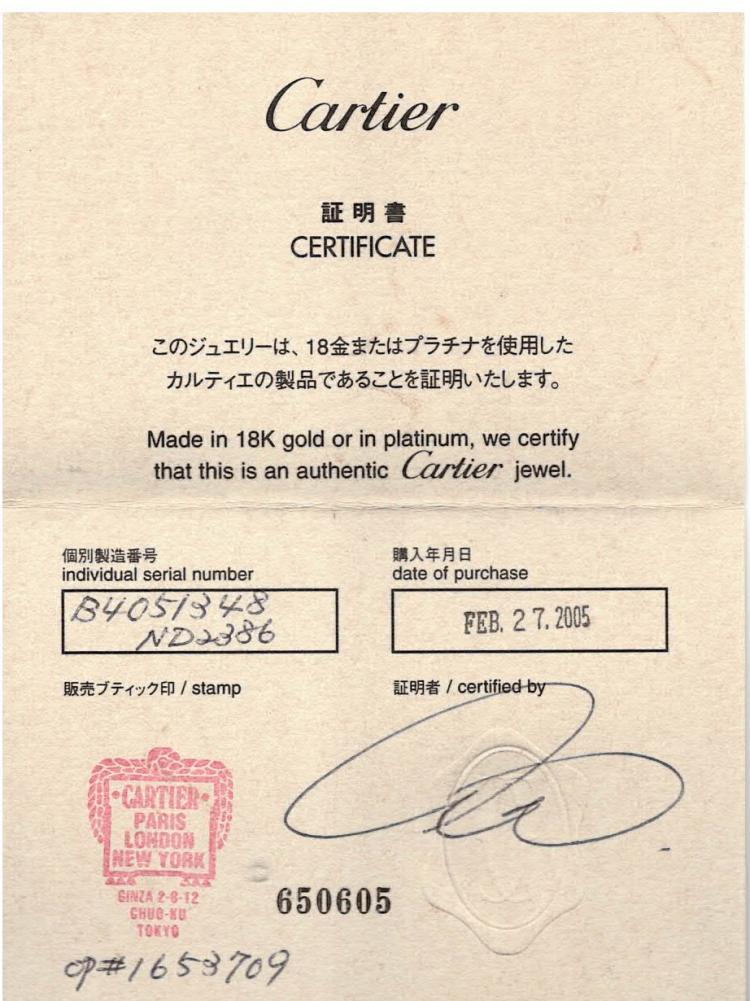 Cartier
証明書
CERTIFICATE
このジュエリーは、18金またはプラチナを使用した
カルティエの製品であることを証明いたします。
Made in 18K gold or in platinum, we certify
that this is an authentic Cartier jewel.
個別製造番号
individual serial number
B4051348
ND2386
購入年月日
date of purchase
FEB. 27. 2005
販売ブティック印 / stamp
証明者 / certified by
CARTIER
PARIS
LONDON
NEW YORK
GINZA 2-6-12
CHUO-KU
TOKYO
650605
OP#1653709